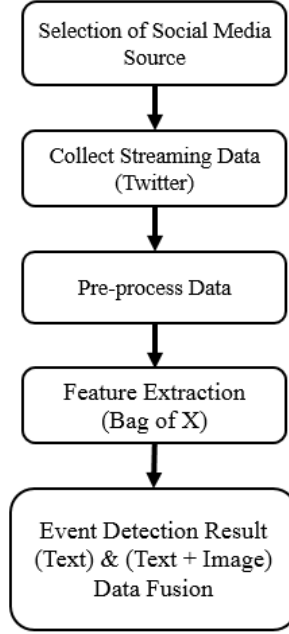 Selection of Social Media
Source
Collect Streaming Data
(Twitter)
Pre-process Data
Feature Extraction
(Bag of X)
Event Detection Result
(Text) & (Text + Image)
Data Fusion